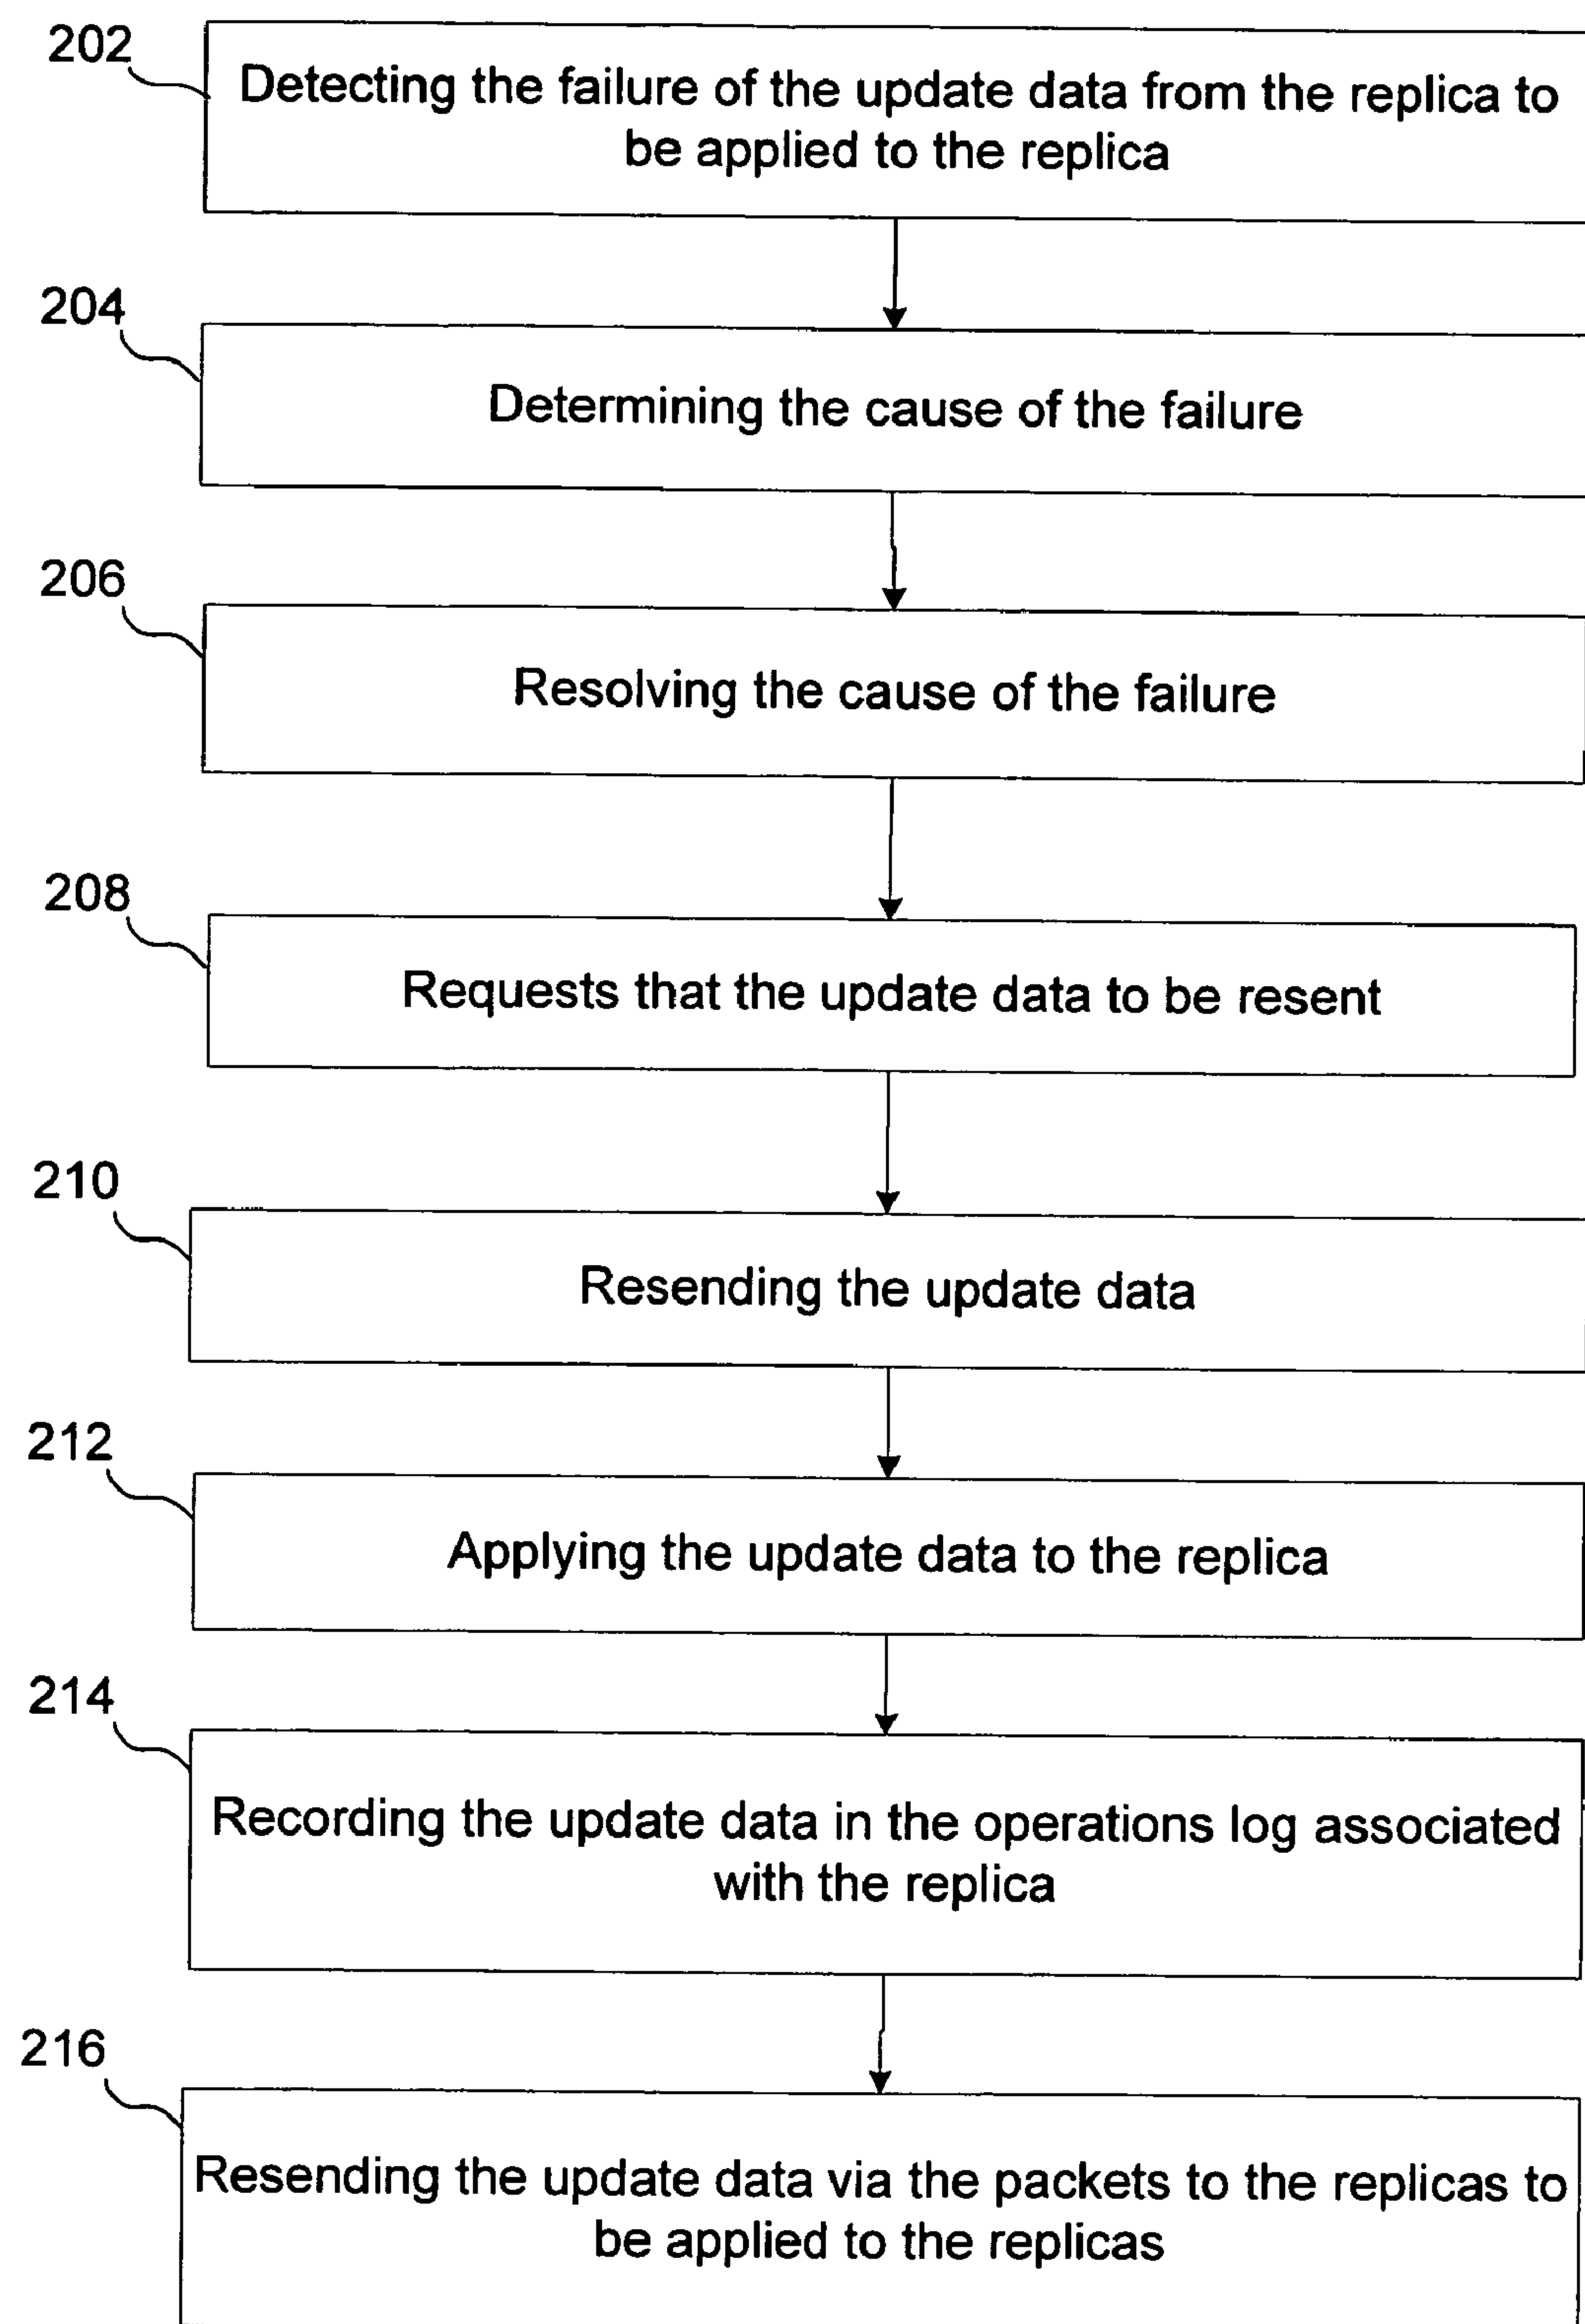 202
Detecting the failure of the update data from the replica to
be applied to the replica
204
Determining the cause of the failure
206
Resolving the cause of the failure
208
Requests that the update data to be resent
210
Resending the update data
212
Applying the update data to the replica
214
Recording the update data in the operations log associated
with the replica
216
Resending the update data via the packets to the replicas to
be applied to the replicas